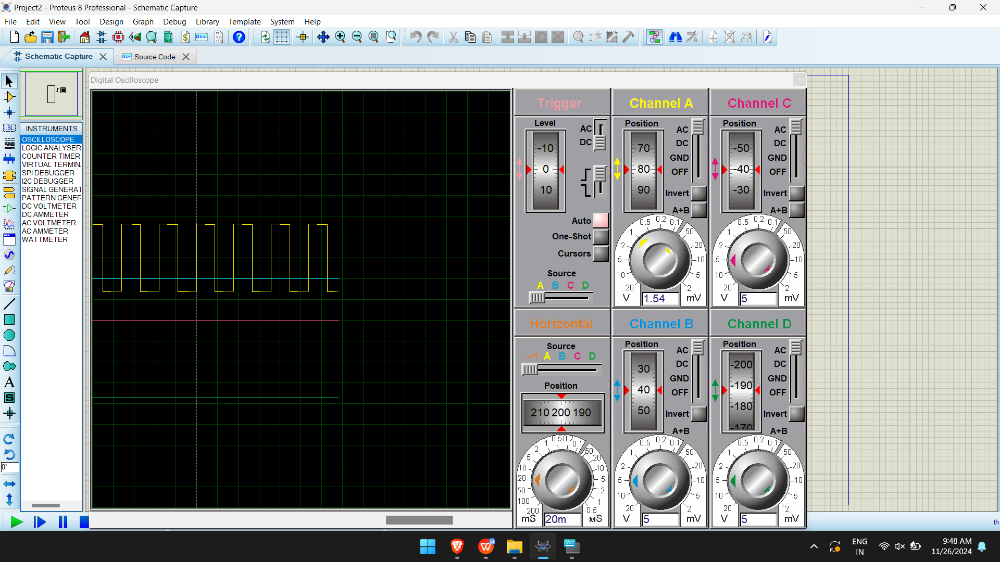 Project2 - Proteus 8 Professional - Schematic Capture
File Edit View Tool Design Graph Debug Library Template System Help
Schematic Capture
Source Code
INSTRUMENTS
OSCILLOSCOPE
LOGIC ANALYSER
COUNTER TIMER
VIRTUAL TERMIN
SPI DEBUGGER
I2C DEBUGGER
SIGNAL GENERAT
PATTERN GENER
DC VOLTMETER
DC AMMETER
AC VOLTMETER
AC AMMETER
WATTMETER
LBL
A
S
0°
Digital Oscilloscope
Trigger
Level
AC
DC
-10
0
10
Auto
One-Shot
Cursors
Source
A B C D
Channel A
Position
70
80
90
AC
DC
GND
OFF
Invert
A+B
20 10 5 2 1 0.5 0.2 0.1 50 20 10 5 2
V 1.54 mV
Channel C
Position
-50
-40
-30
AC
DC
GND
OFF
Invert
A+B
20 10 5 2 1 0.5 0.2 0.1 50 20 10 5 2
V 5 mV
Horizontal
Source
A B C D
Position
210 200 190
200 100 50 20 10 5 2 1 0.5 0.2 0.1 50 20 10 5 2 1 0.5
mS 20m µS
Channel B
Position
30
40
50
AC
DC
GND
OFF
Invert
A+B
20 10 5 2 1 0.5 0.2 0.1 50 20 10 5 2
V 5 mV
Channel D
Position
-200
-190
-180
-170
AC
DC
GND
OFF
Invert
A+B
20 10 5 2 1 0.5 0.2 0.1 50 20 10 5 2
V 5 mV
th
ENG
IN
9:48 AM
11/26/2024